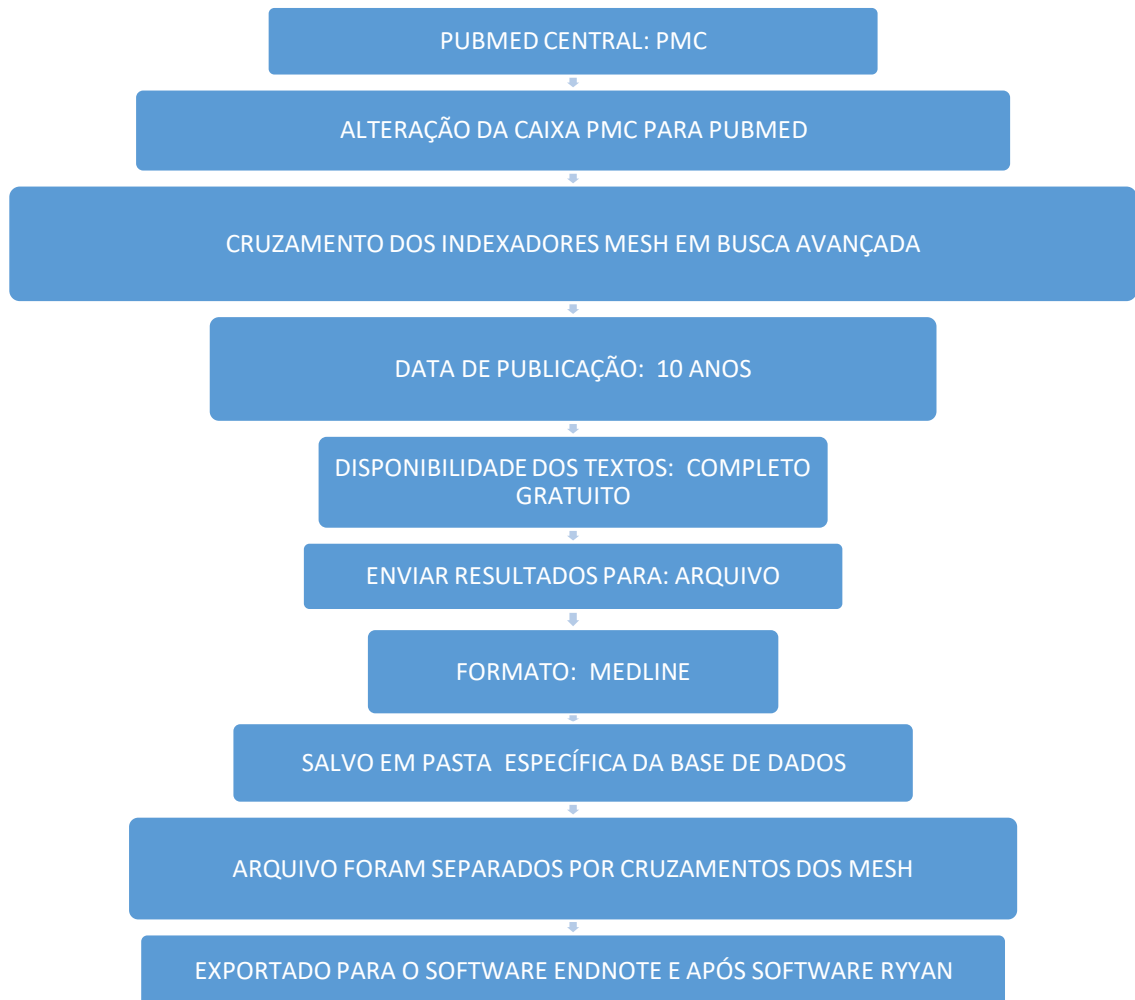 PUBMED CENTRAL: PMC
ALTERAÇÃO DA CAIXA PMC PARA PUBMED
CRUZAMENTO DOS INDEXADORES MESH EM BUSCA AVANÇADA
DATA DE PUBLICAÇÃO: 10 ANOS
DISPONIBILIDADE DOS TEXTOS: COMPLETO
GRATUITO
ENVIAR RESULTADOS PARA: ARQUIVO
FORMATO: MEDLINE
SALVO EM PASTA ESPECÍFICA DA BASE DE DADOS
ARQUIVO FORAM SEPARADOS POR CRUZAMENTOS DOS MESH
EXPORTADO PARA O SOFTWARE ENDNOTE E APÓS SOFTWARE RYYAN